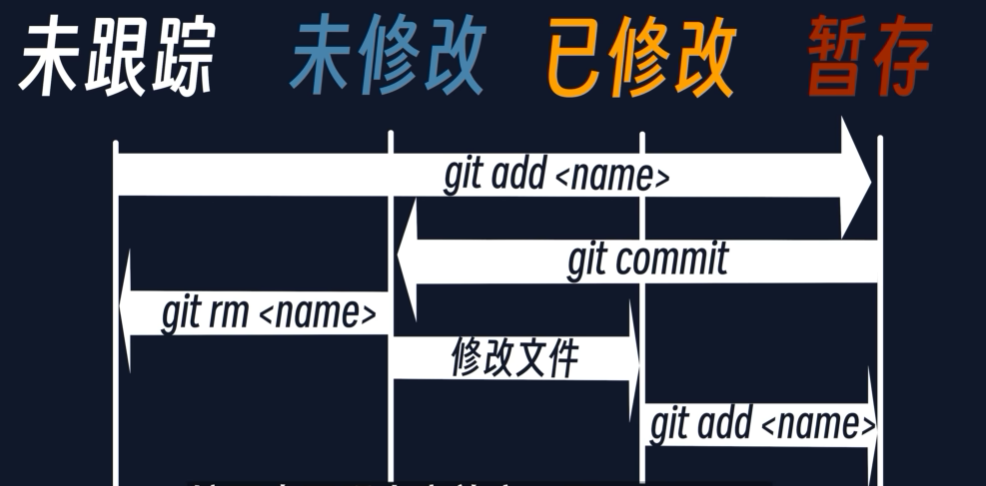 未跟踪 未修改 已修改 暂存
git add <name>
git commit
git rm <name>
修改文件
git add <name>